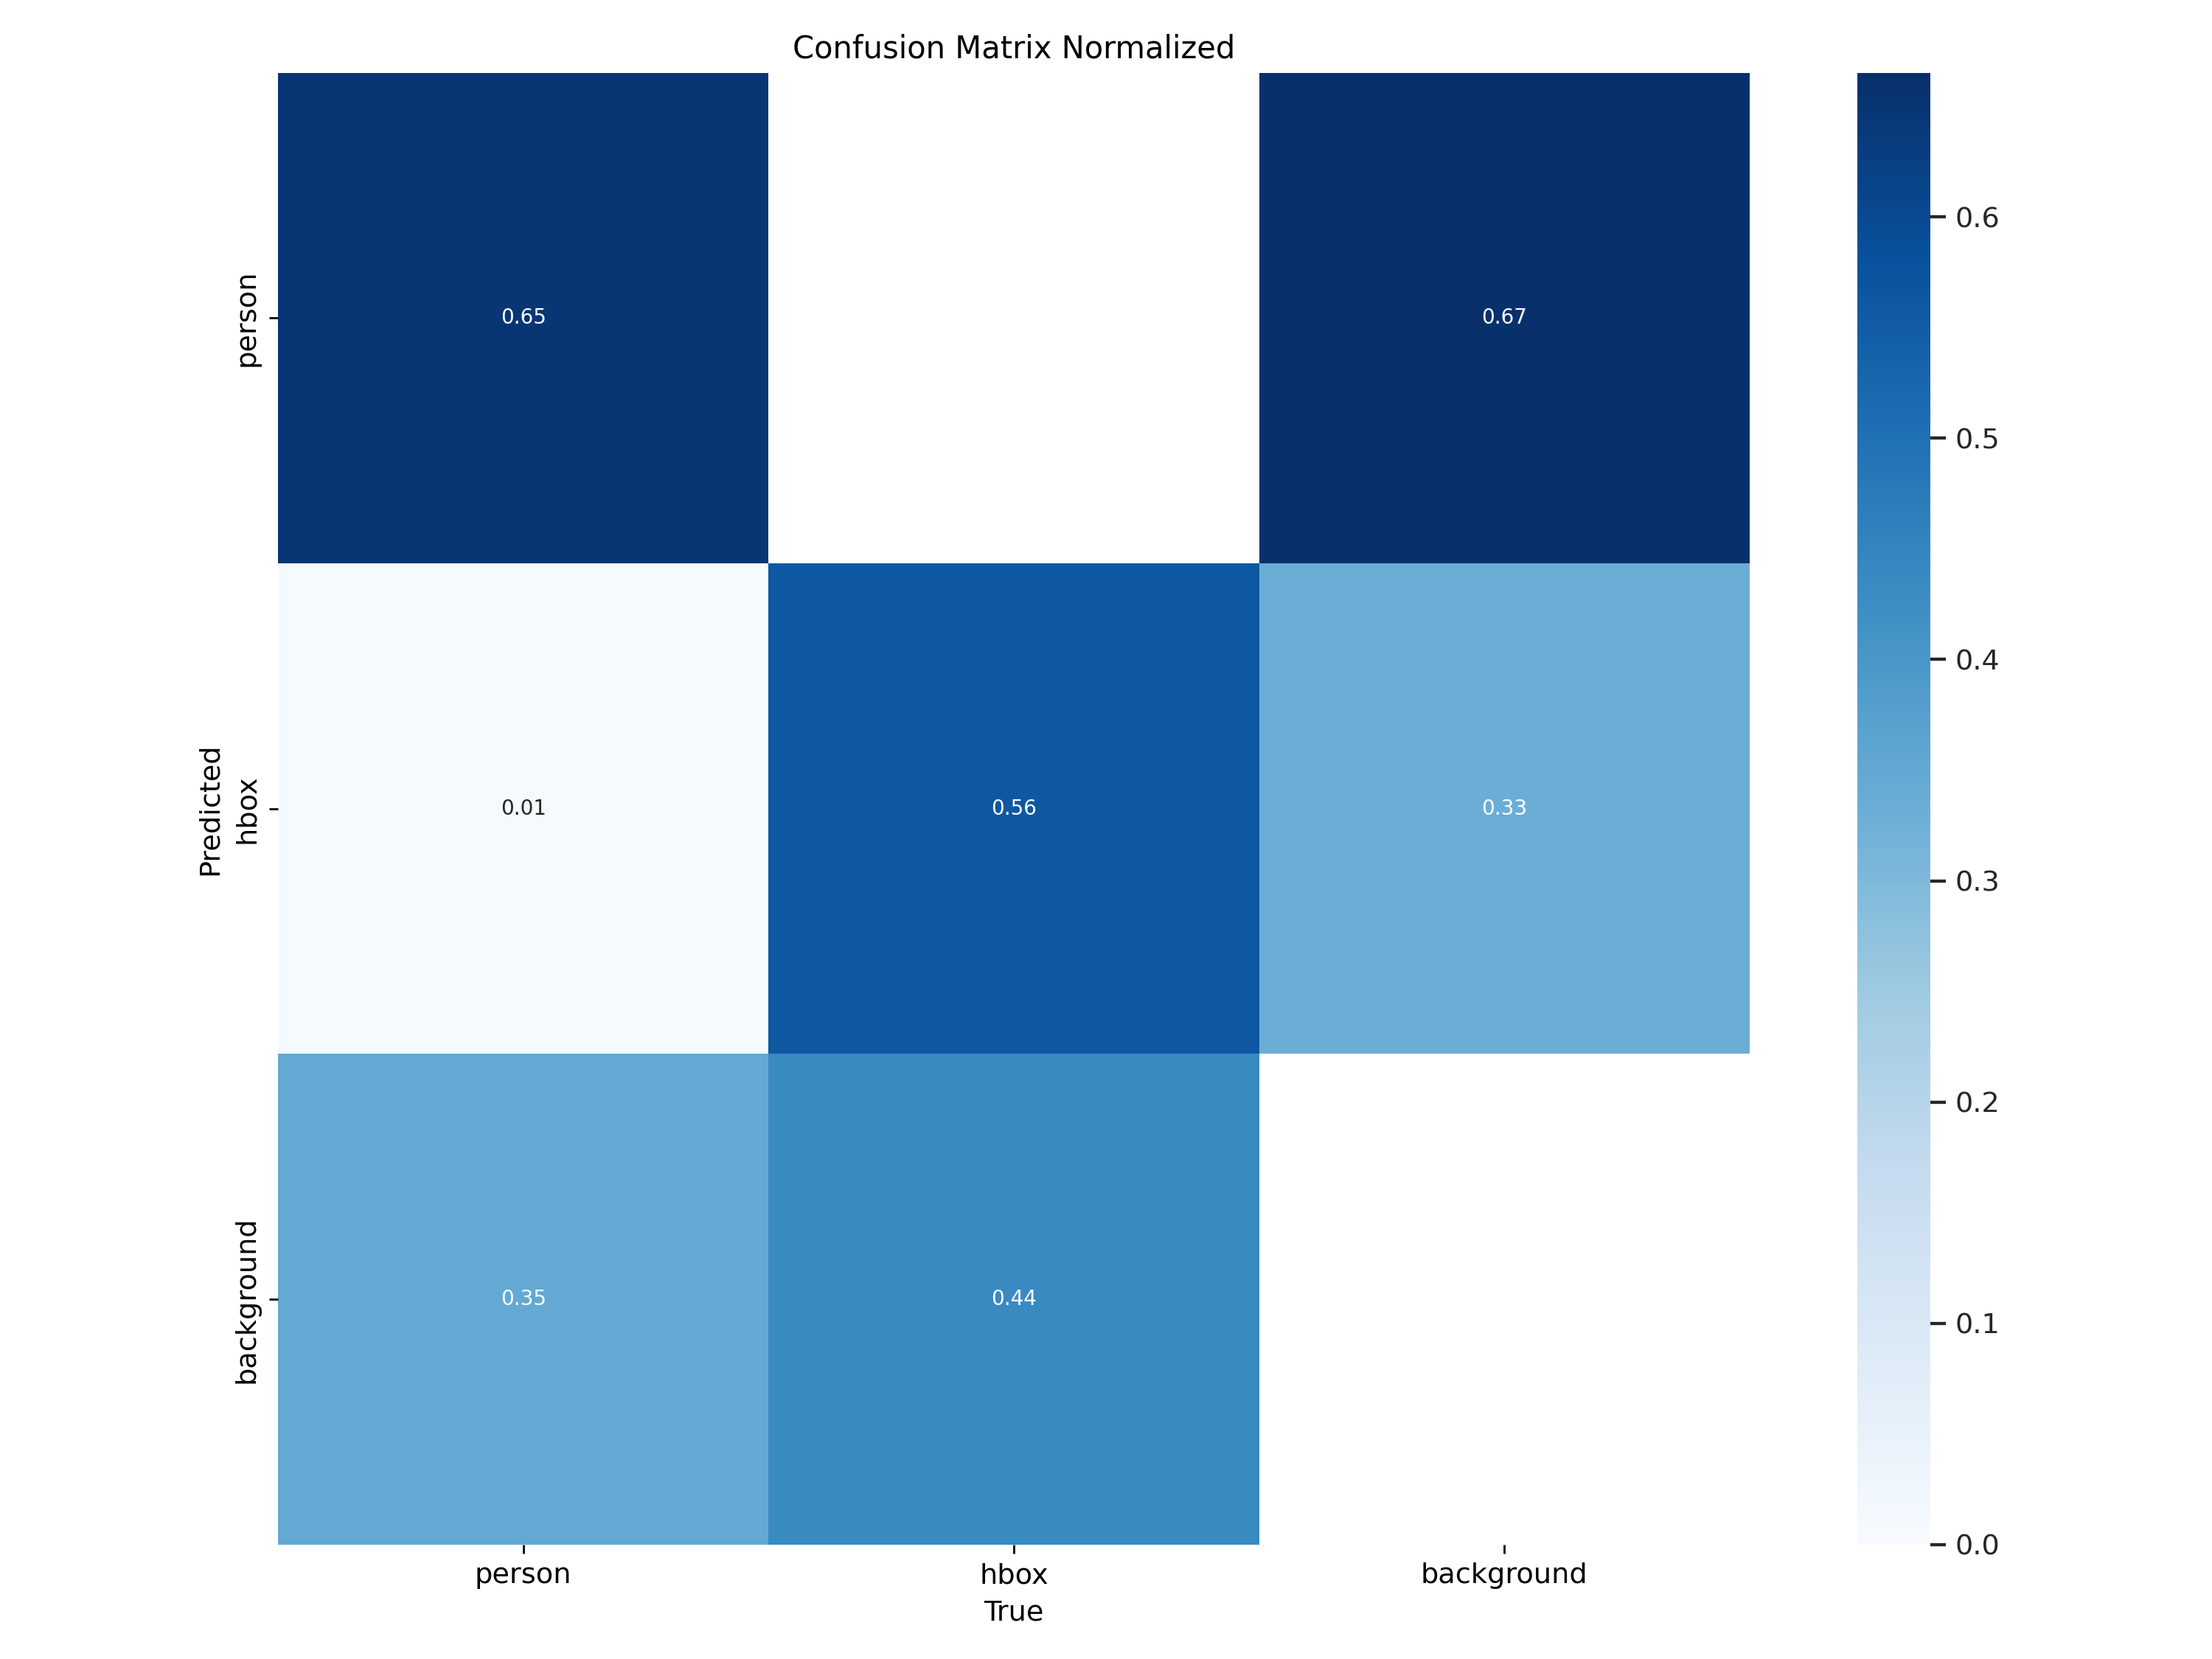 Confusion Matrix Normalized
person
0.65
0.67
Predicted
hbox
0.01
0.56
0.33
background
0.35
0.44
person
hbox
background
True
0.6
0.5
0.4
0.3
0.2
0.1
0.0